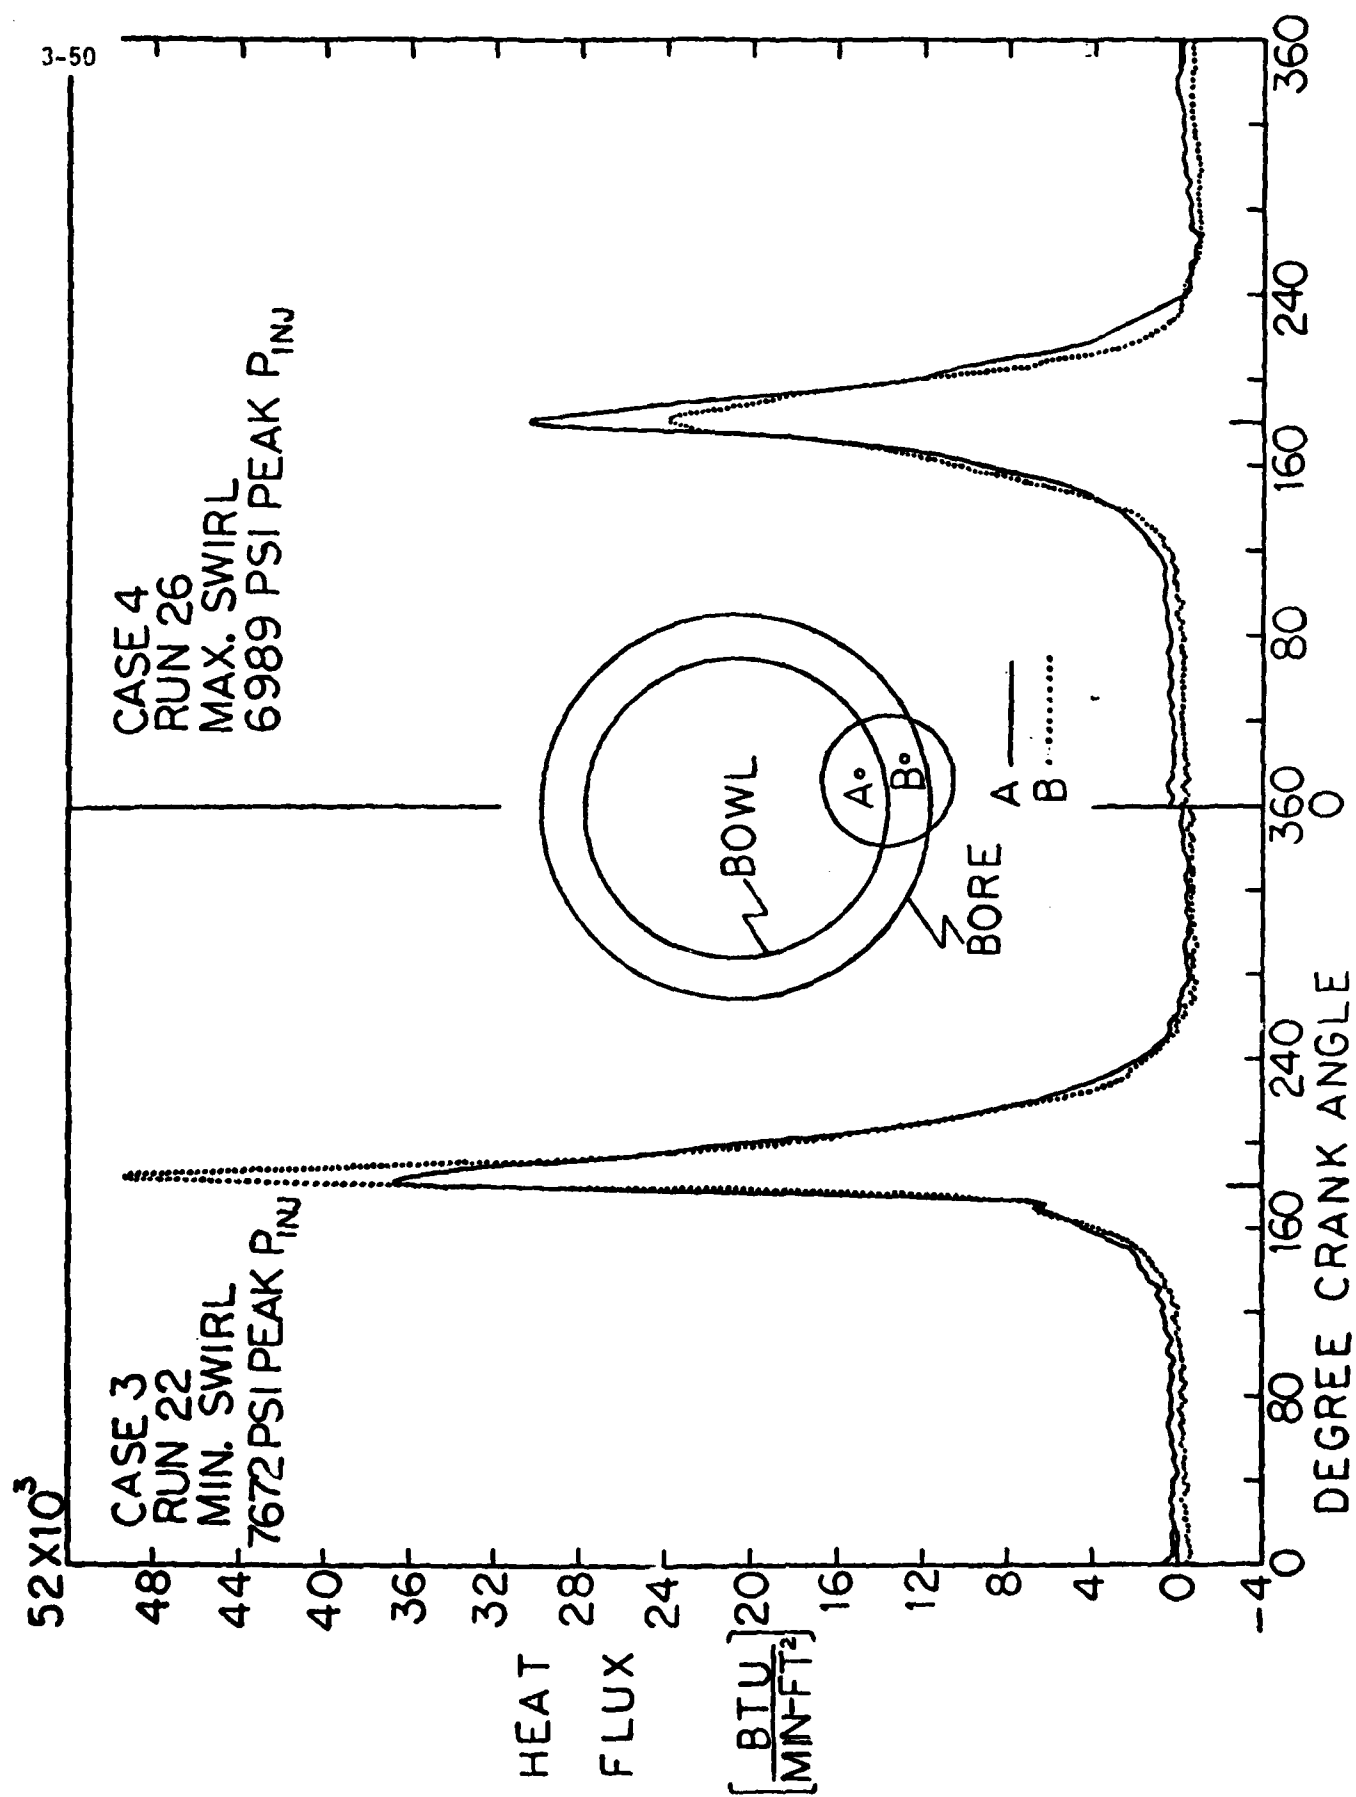 3-50
52X10³
48
44
40
36
32
28
24
20
16
12
8
4
0
-4
HEAT
FLUX
[BTU/MIN-FT²]
CASE 3
RUN 22
MIN. SWIRL
7672 PSI PEAK PINJ
CASE 4
RUN 26
MAX. SWIRL
6989 PSI PEAK PINJ
BOWL
A
B
BORE
A
B
0 80 160 240 360 80 160 240 360
0
DEGREE CRANK ANGLE